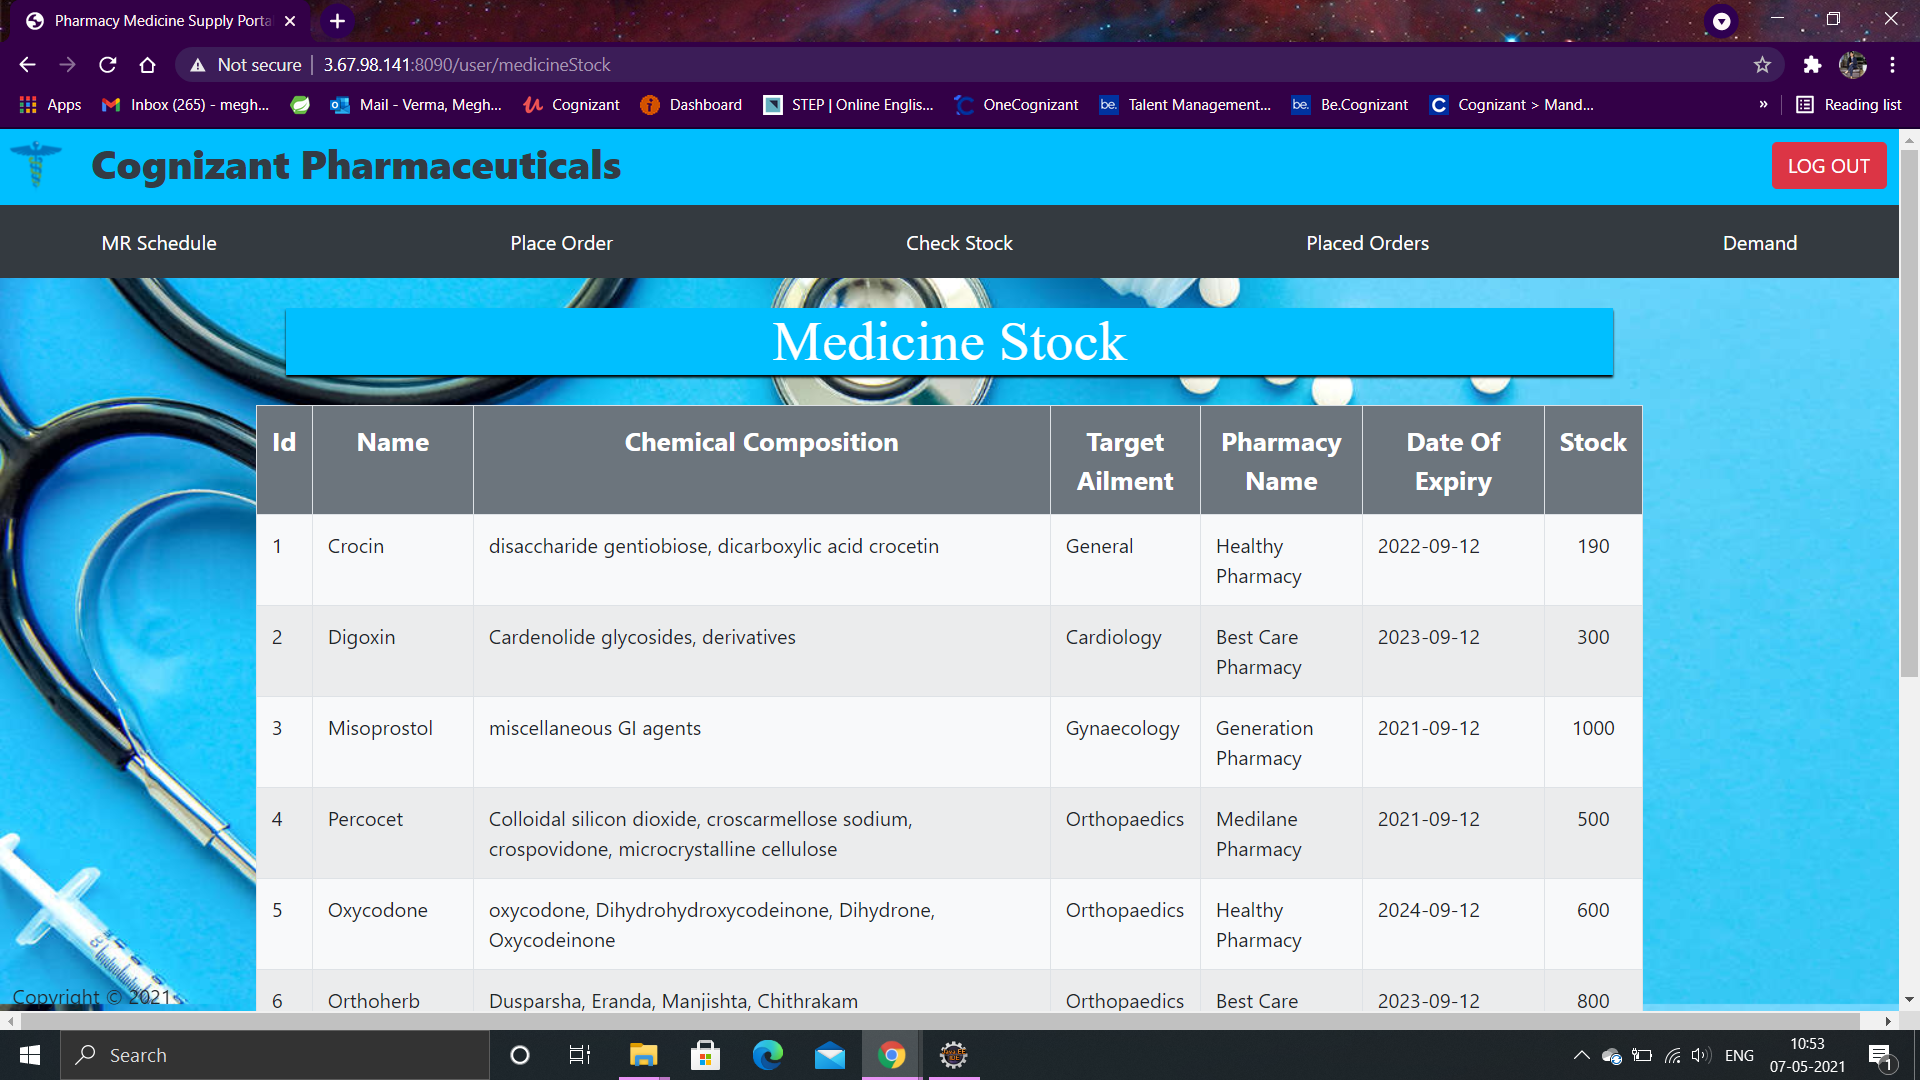 Pharmacy Medicine Supply Porta
Not secure
3.67.98.141:8090/user/medicineStock
Apps
Inbox (265) - megh...
Mail - Verma, Megh...
Cognizant
Dashboard
STEP | Online Englis...
OneCognizant
be.
Talent Management...
be.
Be.Cognizant
C
Cognizant > Mand...
»
Reading list
Cognizant Pharmaceuticals
LOG OUT
MR Schedule
Place Order
Check Stock
Placed Orders
Demand
Medicine Stock
Id Name Chemical Composition Target Ailment Pharmacy Name Date Of Expiry Stock
1 Crocin disaccharide gentiobiose, dicarboxylic acid crocetin General Healthy Pharmacy 2022-09-12 190
2 Digoxin Cardenolide glycosides, derivatives Cardiology Best Care Pharmacy 2023-09-12 300
3 Misoprostol miscellaneous GI agents Gynaecology Generation Pharmacy 2021-09-12 1000
4 Percocet Colloidal silicon dioxide, croscarmellose sodium, crospovidone, microcrystalline cellulose Orthopaedics Medilane Pharmacy 2021-09-12 500
5 Oxycodone oxycodone, Dihydrohydroxycodeinone, Dihydrone, Oxycodeinone Orthopaedics Healthy Pharmacy 2024-09-12 600
6 Orthoherb Dusparsha, Eranda, Manjishta, Chithrakam Orthopaedics Best Care 2023-09-12 800
Copyright © 2021
Search
ENG
10:53
07-05-2021
1